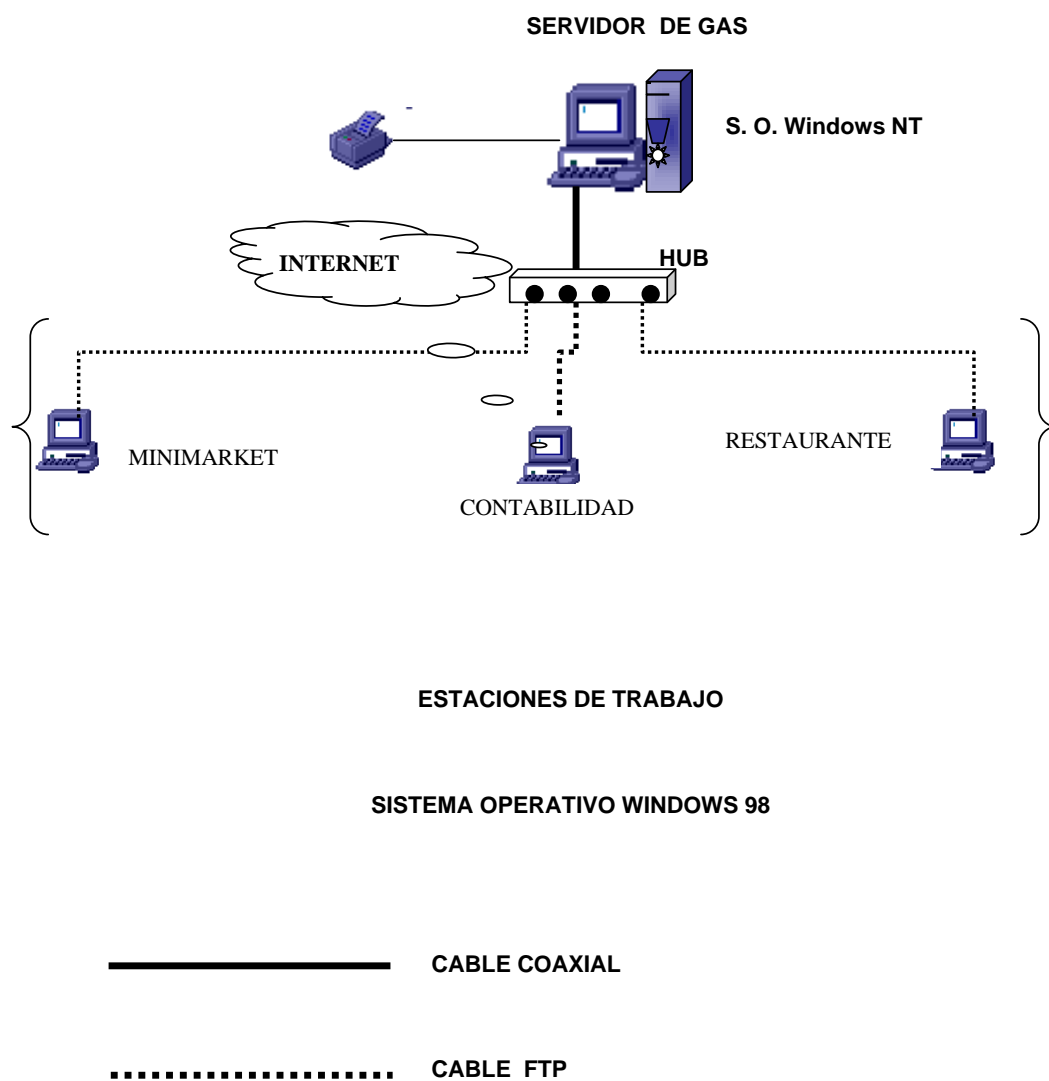 SERVIDOR DE GAS
S. O. Windows NT
INTERNET
HUB
MINIMARKET
RESTAURANTE
CONTABILIDAD
ESTACIONES DE TRABAJO
SISTEMA OPERATIVO WINDOWS 98
CABLE COAXIAL
CABLE FTP